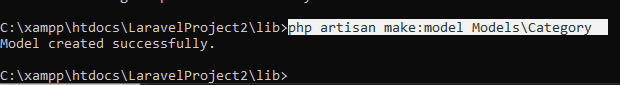 C:\xampp\htdocs\LaravelProject2\lib>php artisan make:model Models\Category
Model created successfully.
C:\xampp\htdocs\LaravelProject2\lib>